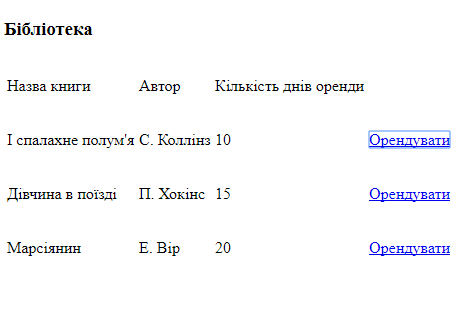 Бібліотека
Назва книги Автор Кількість днів оренди
І спалахне полум'я С. Коллінз 10 Орендувати
Дівчина в поїзді П. Хокінс 15 Орендувати
Марсіянин Е. Вір 20 Орендувати